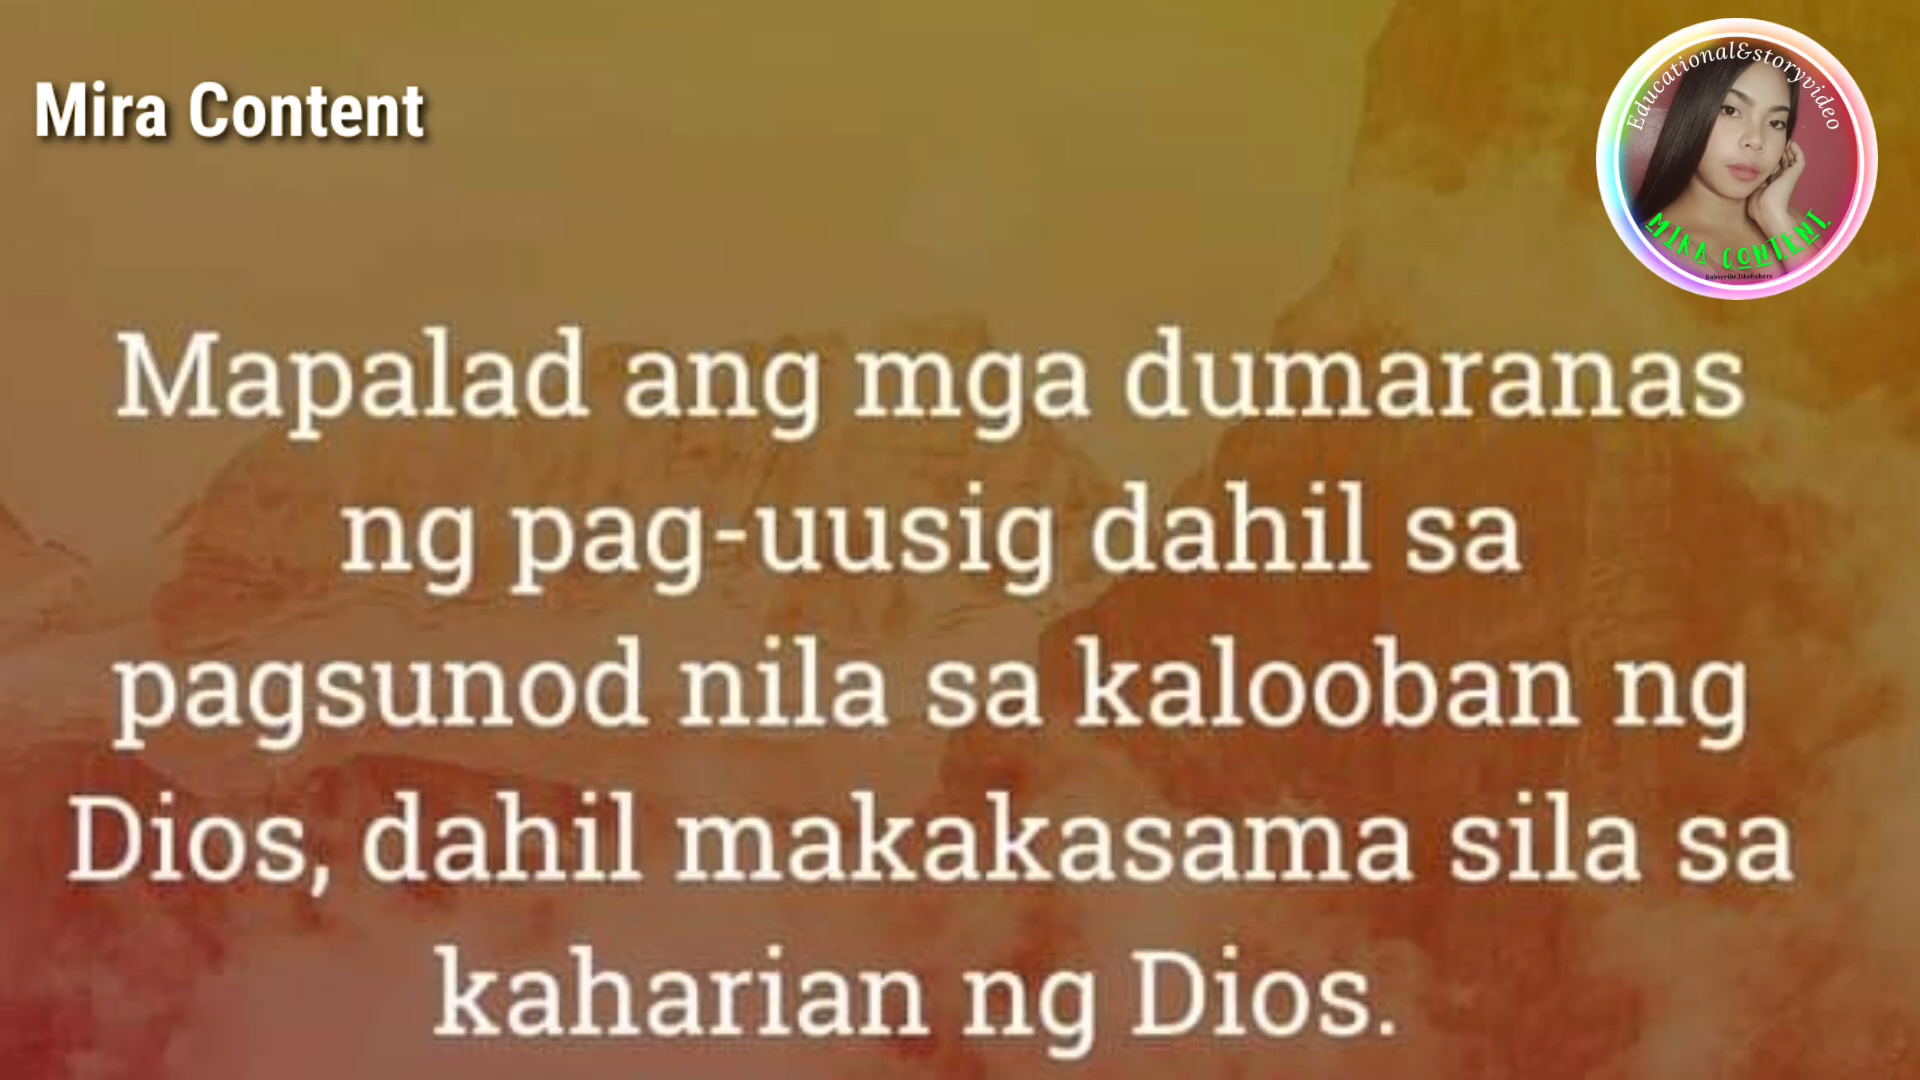 Mira Content
Educational&storyvideo
MIRA CONTENT
Mapalad ang mga dumaranas
ng pag-uusig dahil sa
pagsunod nila sa kalooban ng
Dios, dahil makakasama sila sa
kaharian ng Dios.